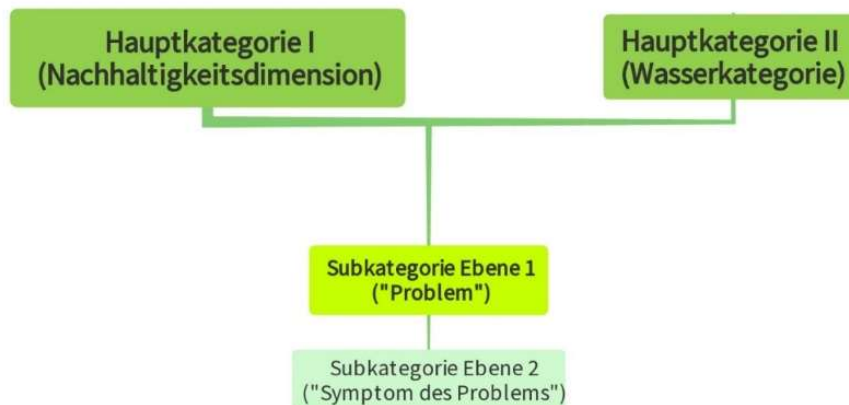 Hauptkategorie I
(Nachhaltigkeitsdimension)
Hauptkategorie II
(Wasserkategorie)
Subkategorie Ebene 1
("Problem")
Subkategorie Ebene 2
("Symptom des Problems")